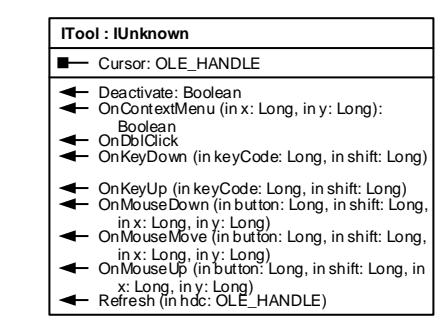 ITool : IUnknown
Cursor: OLE_HANDLE
Deactivate: Boolean
OnContextMenu (in x: Long, in y: Long):
Boolean
OnDblClick
OnKeyDown (in keyCode: Long, in shift: Long)
OnKeyUp (in keyCode: Long, in shift: Long)
OnMouseDown (in button: Long, in shift: Long,
in x: Long, in y: Long)
OnMouseMove (in button: Long, in shift: Long,
in x: Long, in y: Long)
OnMouseUp (in button: Long, in shift: Long, in
x: Long, in y: Long)
Refresh (in hdc: OLE_HANDLE)